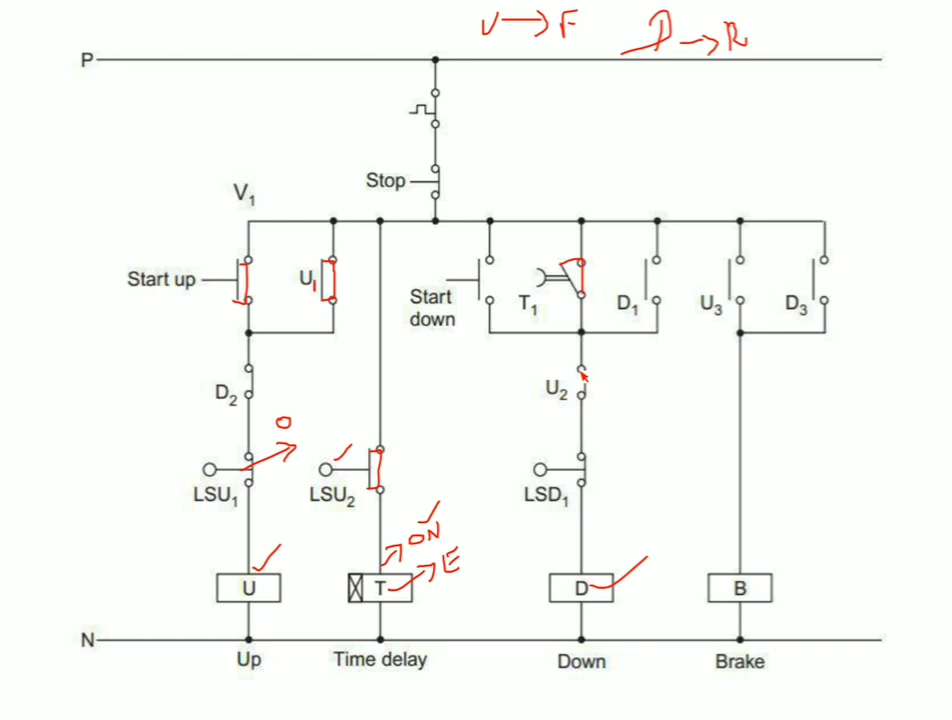 U → F
D → R
P
Stop
V1
Start up
U1
Start down
T1
D1
U3
D3
D2
U2
O
LSU1
LSU2
LSD1
ON
E
U
T
D
B
N
Up
Time delay
Down
Brake